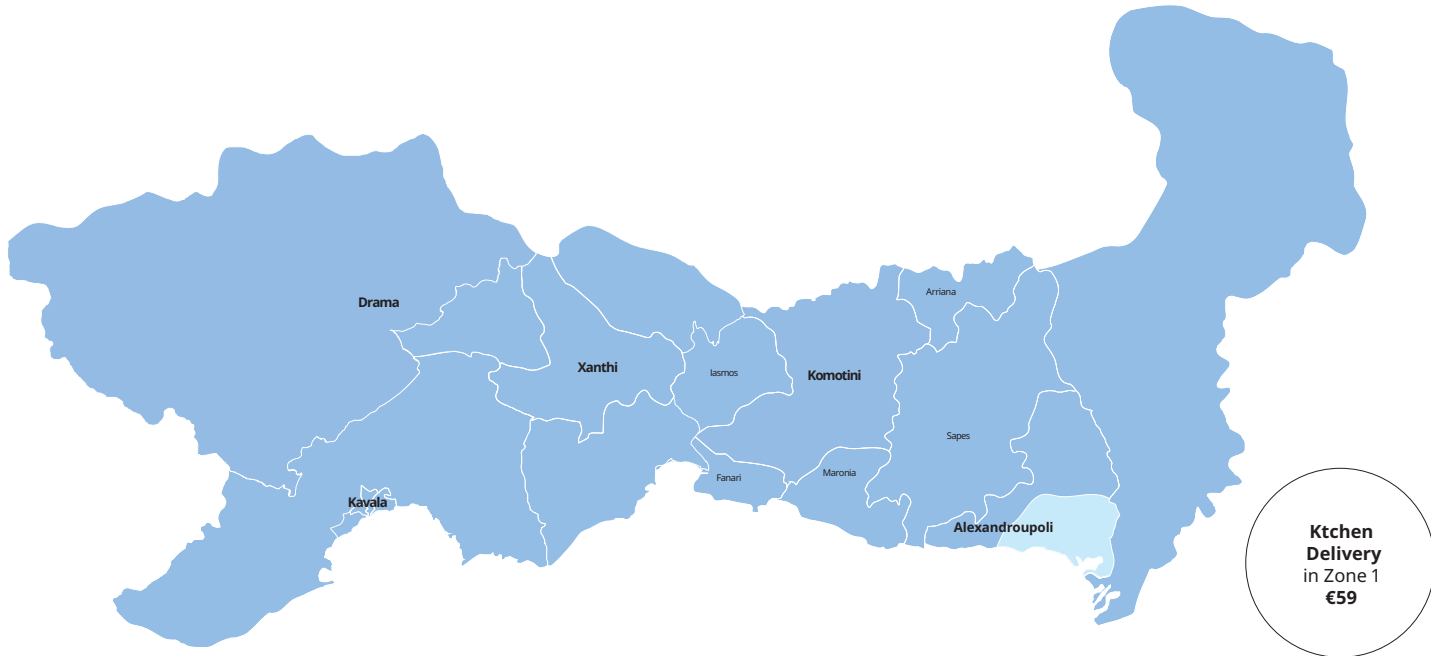 Arriana
Drama
Xanthi
Iasmos
Komotini
Sapes
Maronia
Fanari
Kavala
Alexandroupoli
Ktchen
Delivery
in Zone 1
€59